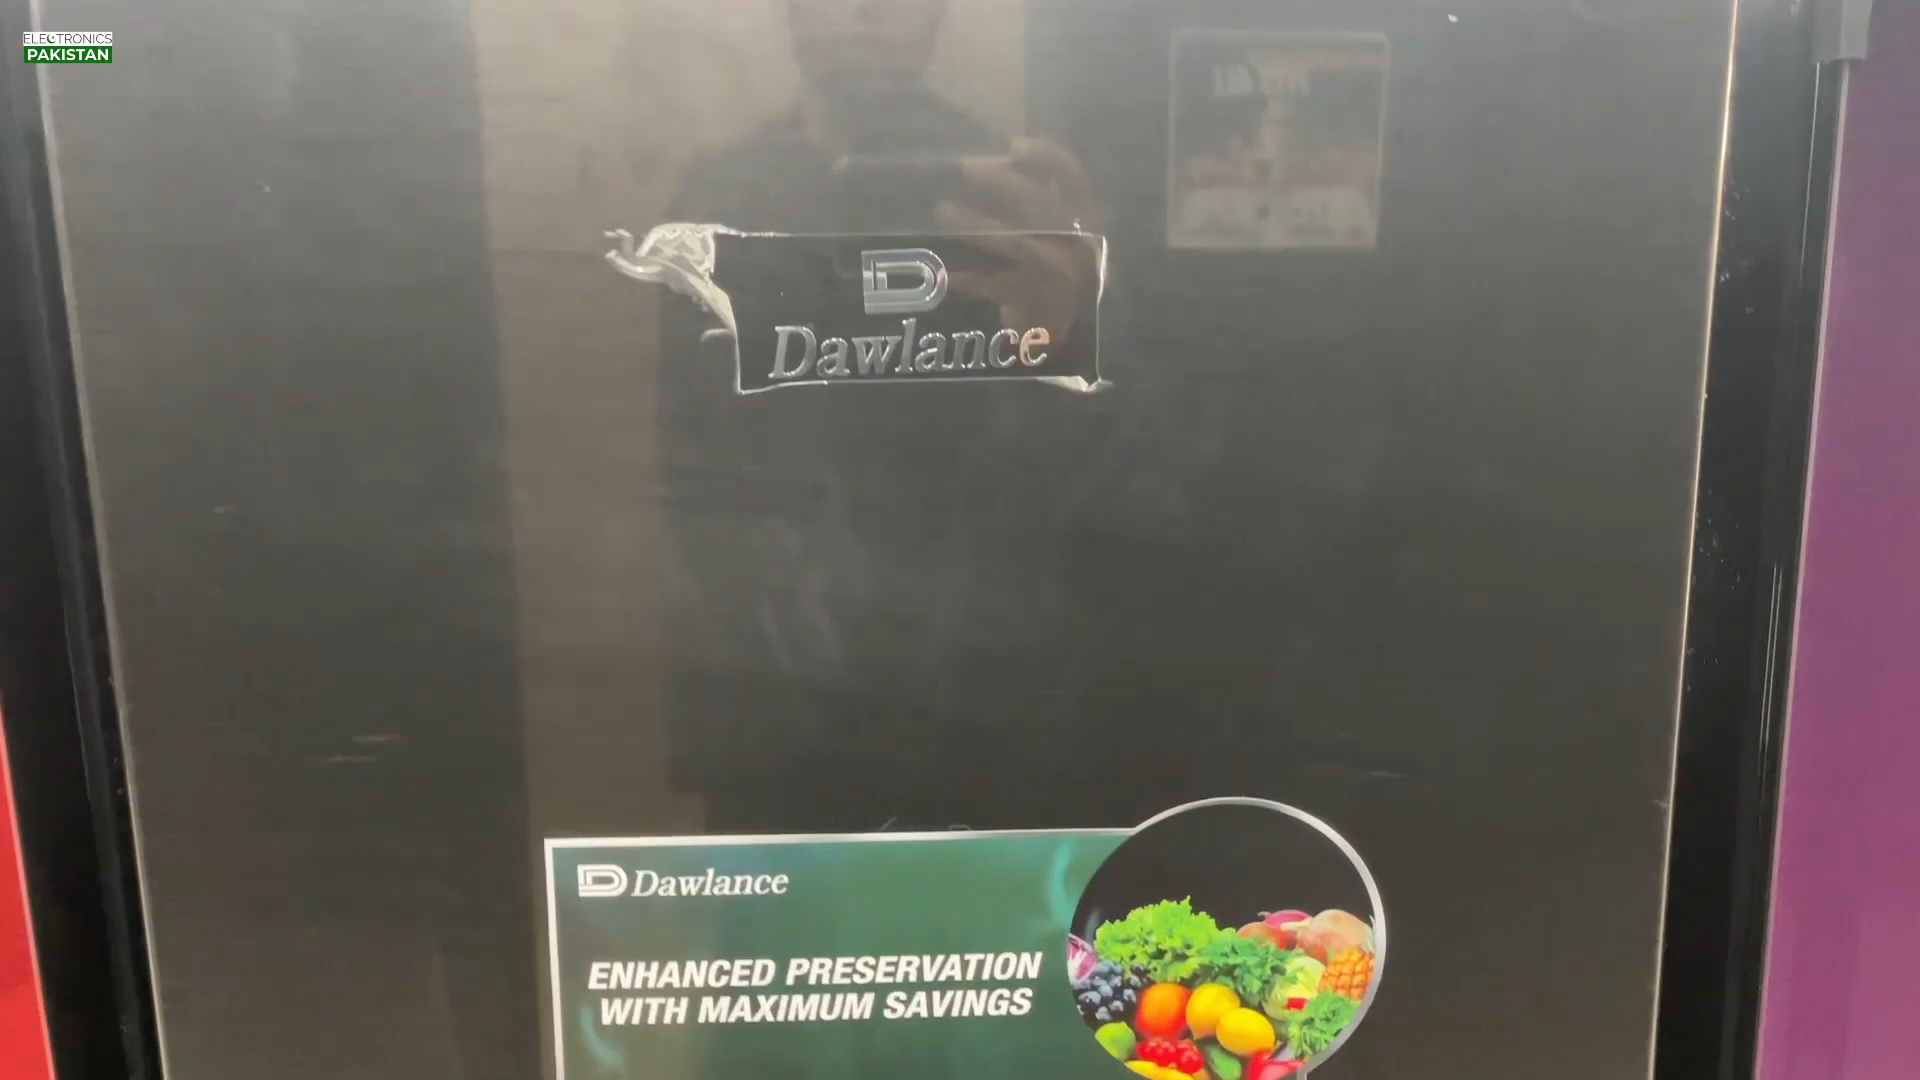 ELECTRONICS
PAKISTAN
Dawlance
Dawlance
ENHANCED PRESERVATION
WITH MAXIMUM SAVINGS